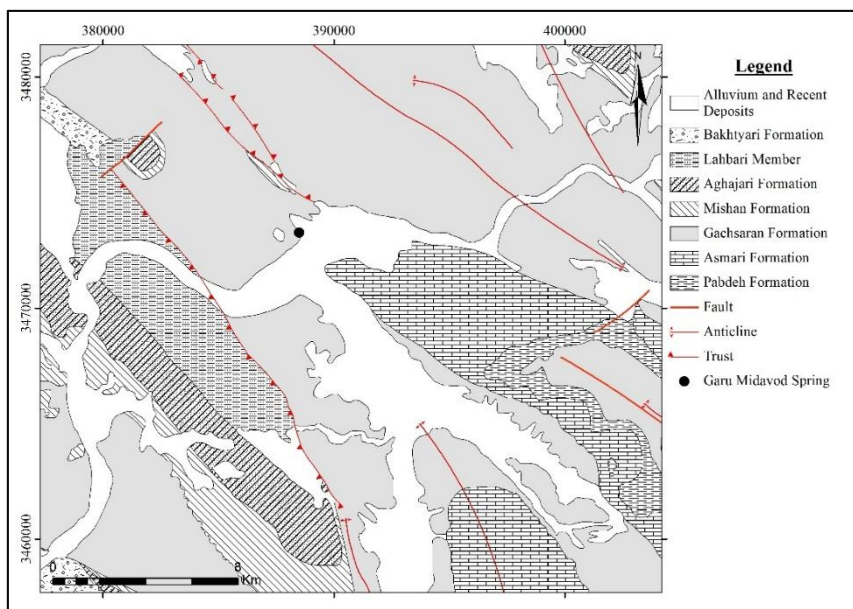 380000
390000
400000
3480000
3470000
3460000
N
Legend
Alluvium and Recent
Deposits
Bakhtyari Formation
Lahbari Member
Aghajari Formation
Mishan Formation
Gachsaran Formation
Asmari Formation
Pabdeh Formation
Fault
Anticline
Trust
Garu Midavod Spring
0
8
Km